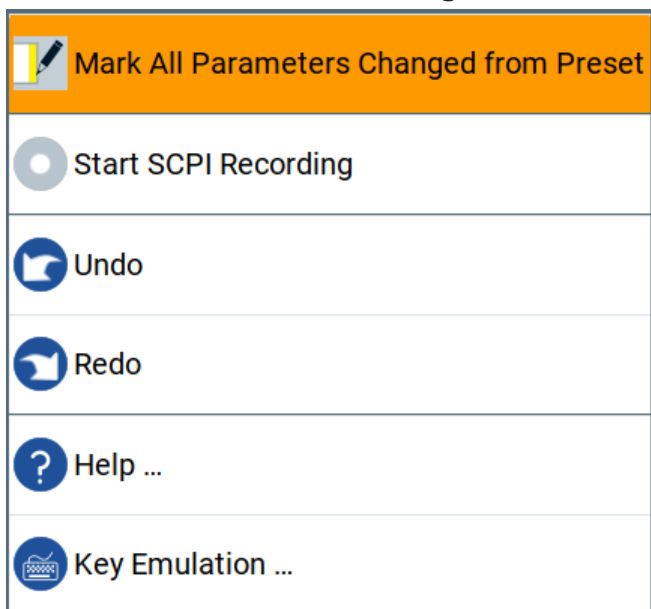 Mark All Parameters Changed from Preset
Start SCPI Recording
Undo
Redo
Help …
Key Emulation …